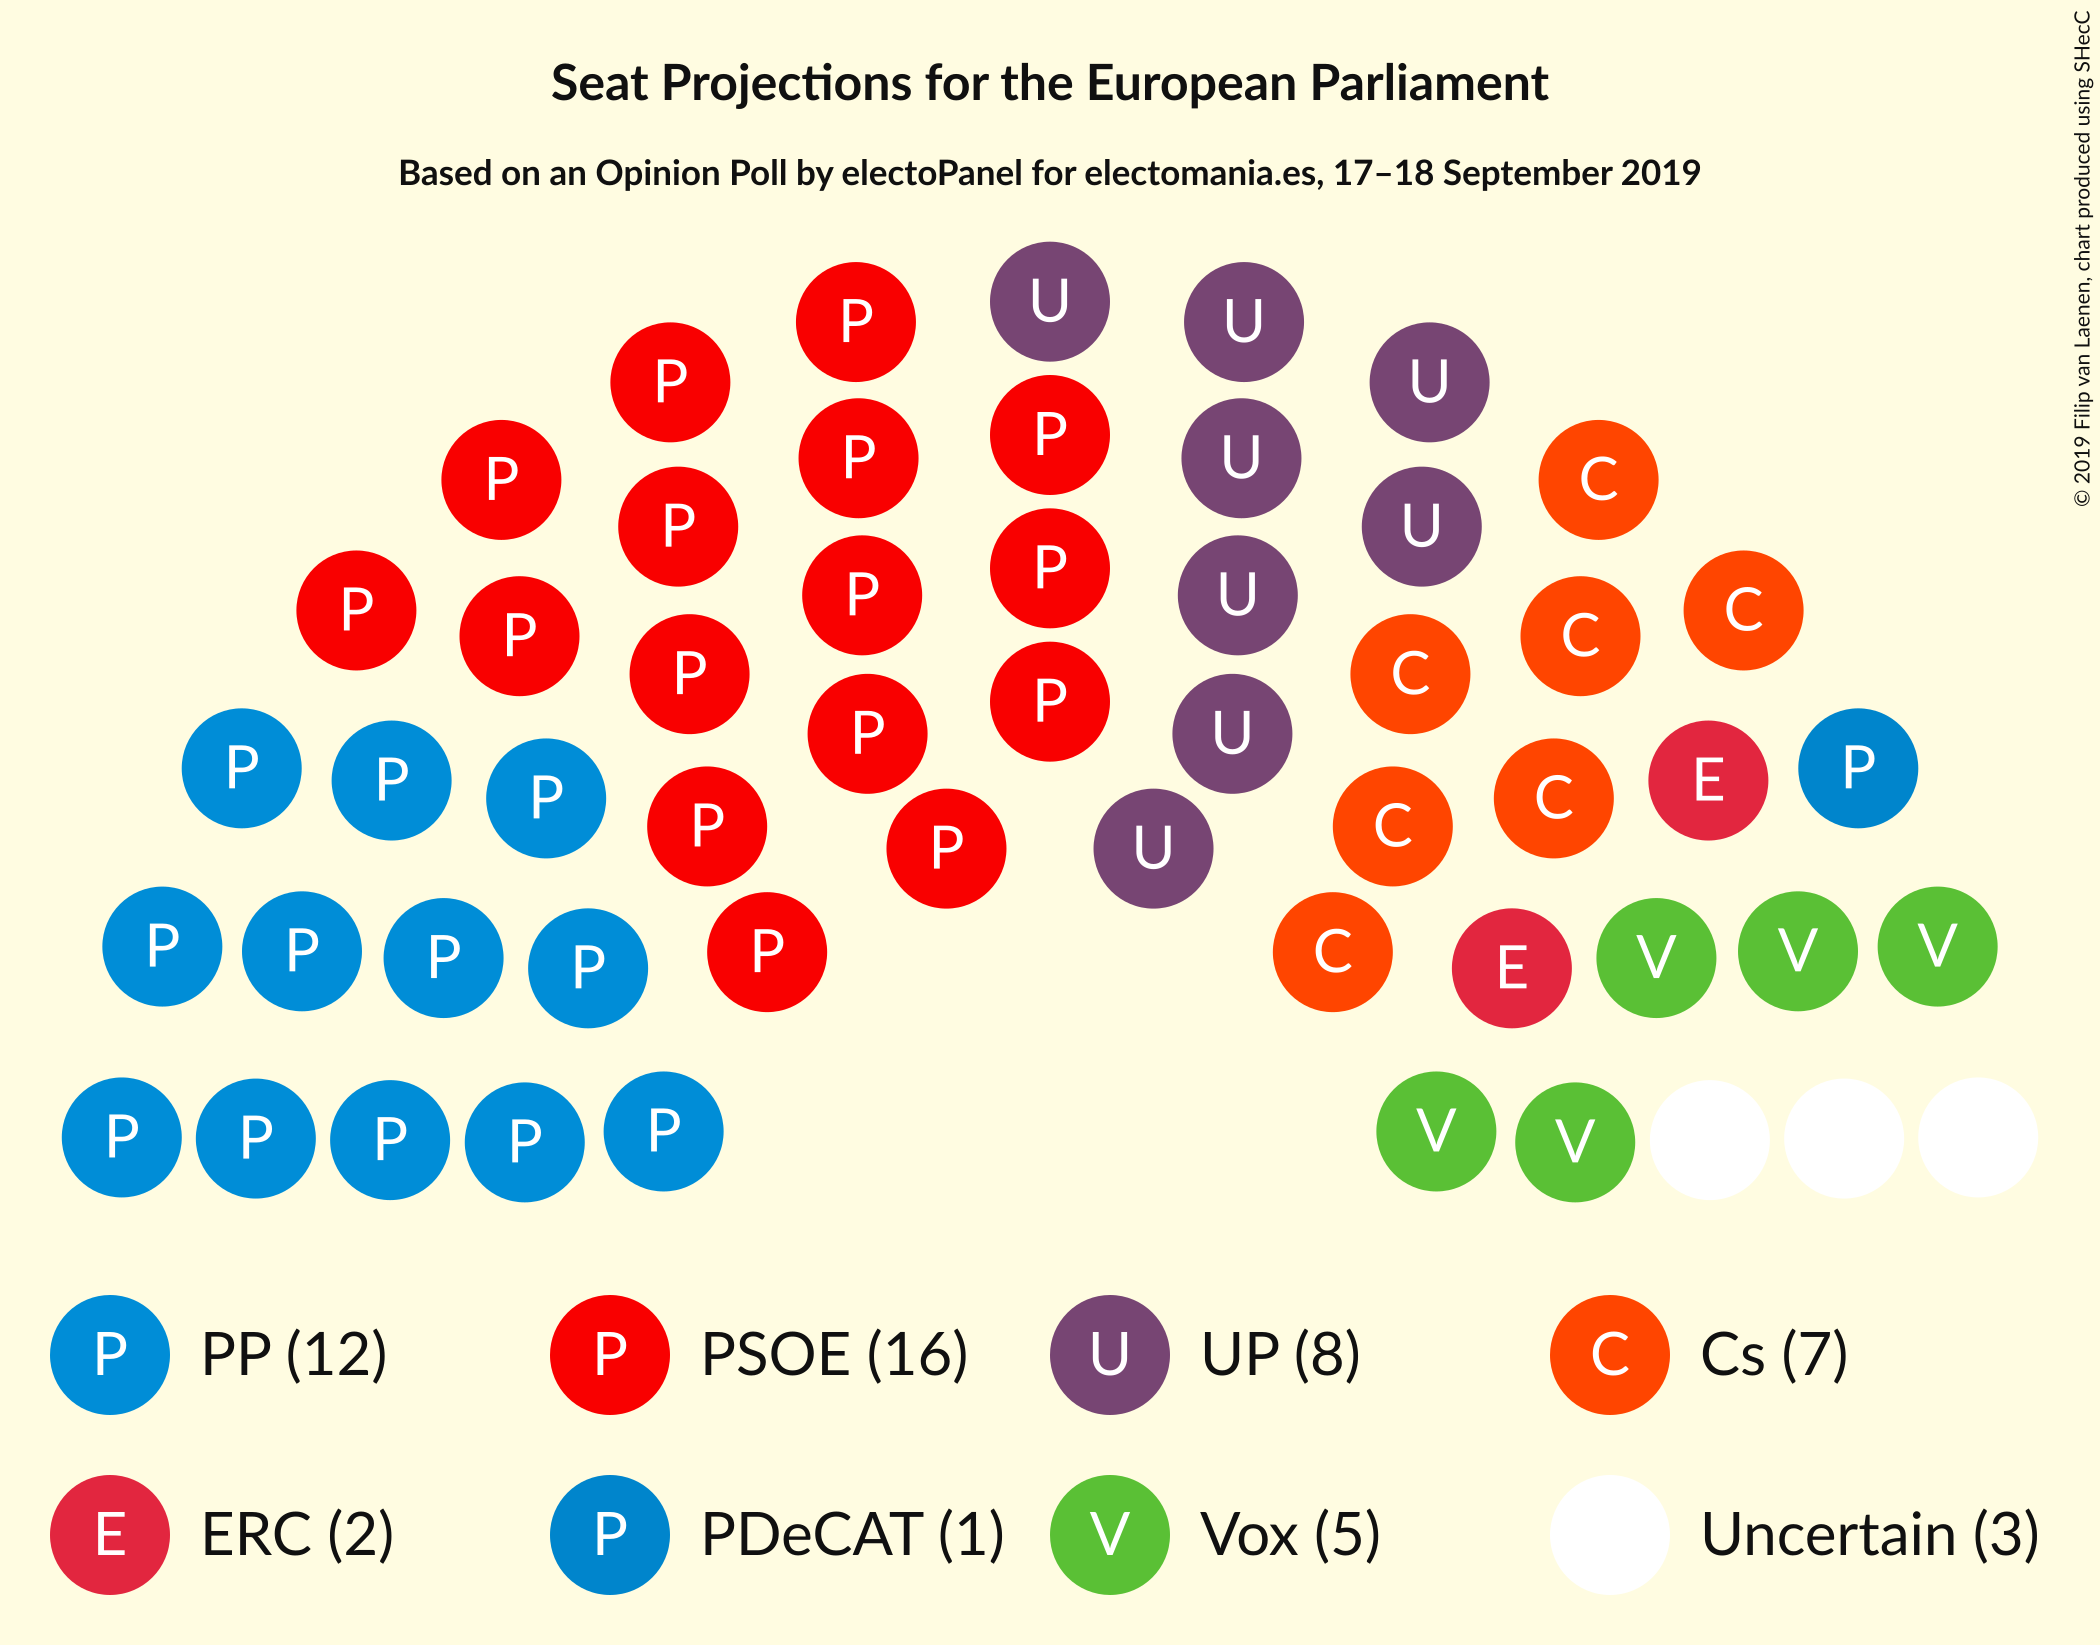 Seat Projections for the European Parliament
Based on an Opinion Poll by electoPanel for electomania.es, 17–18 September 2019
© 2019 Filip van Laenen, chart produced using SHecC
U
P U
P U
P U
P P U
P C
P U
P U
P P
P U
P C
P C
P C
P U
P U
P P P
P C
P C
E P
P U
P P P P
P C
E V V V
P P P P P
V V
P PP (12)
P PSOE (16)
U UP (8)
C Cs (7)
E ERC (2)
P PDeCAT (1)
V Vox (5)
Uncertain (3)